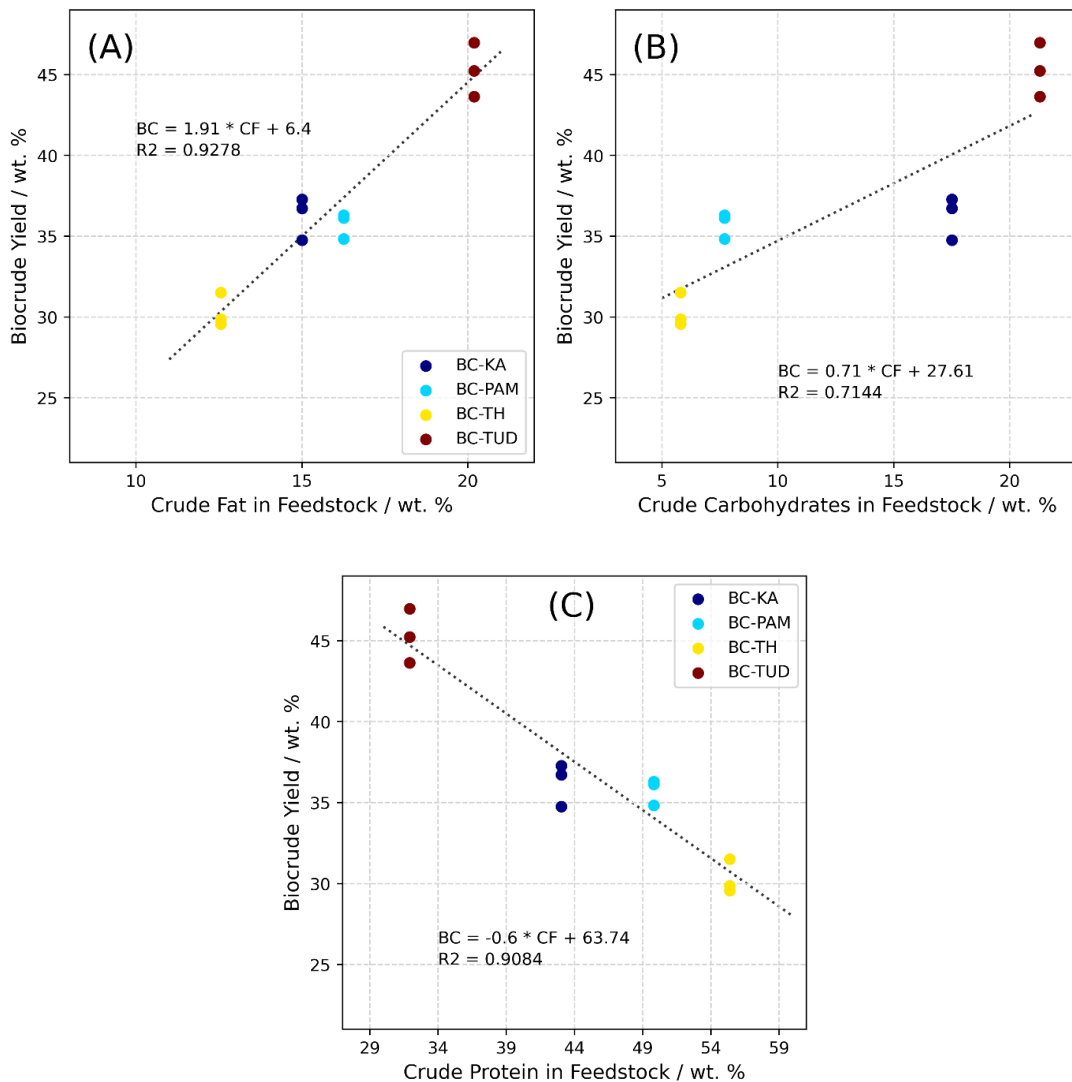 (A)
45
40
35
30
25
Biocrude Yield / wt. %
BC = 1.91 * CF + 6.4
R2 = 0.9278
BC-KA
BC-PAM
BC-TH
BC-TUD
10 15 20
Crude Fat in Feedstock / wt. %
(B)
45
40
35
30
25
Biocrude Yield / wt. %
BC = 0.71 * CF + 27.61
R2 = 0.7144
5 10 15 20
Crude Carbohydrates in Feedstock / wt. %
(C)
45
40
35
30
25
Biocrude Yield / wt. %
BC-KA
BC-PAM
BC-TH
BC-TUD
BC = -0.6 * CF + 63.74
R2 = 0.9084
29 34 39 44 49 54 59
Crude Protein in Feedstock / wt. %